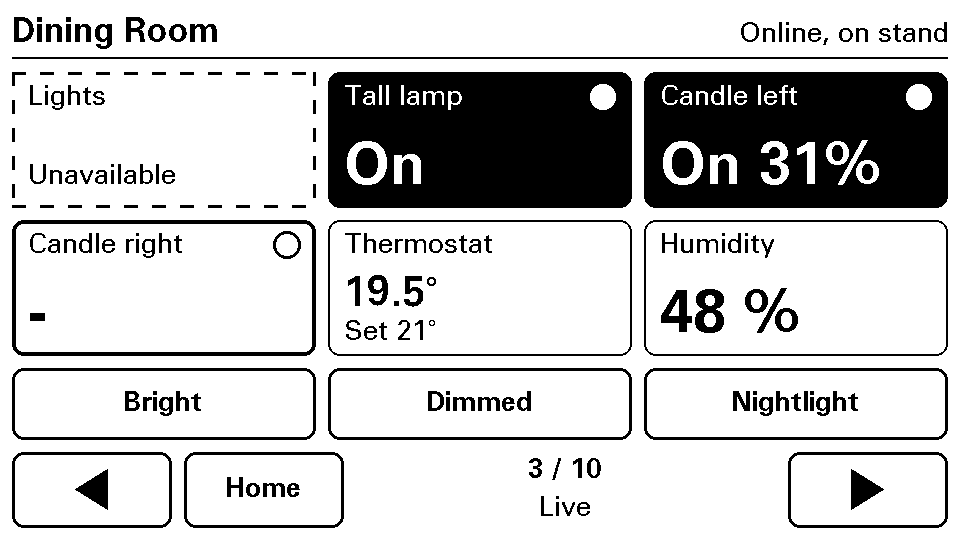 Dining Room
Online, on stand
Lights
Unavailable
Tall lamp
On
Candle left
On 31%
Candle right
-
Thermostat
19.5°
Set 21°
Humidity
48 %
Bright
Dimmed
Nightlight
Home
3 / 10
Live